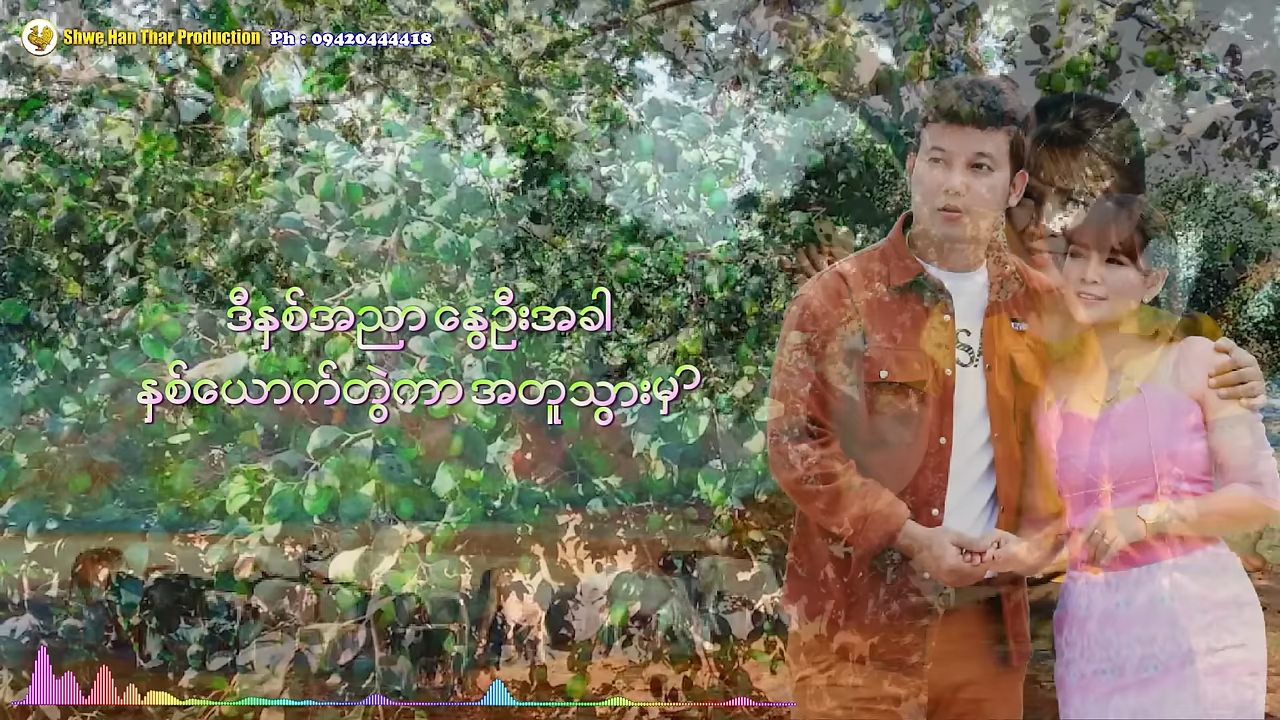 Shwe Han Thar Production Ph : 09420444418
ဒီနှစ်အညာ နွေဦးအခါ
နှစ်ယောက်တွဲကာ အတူသွားမှာ